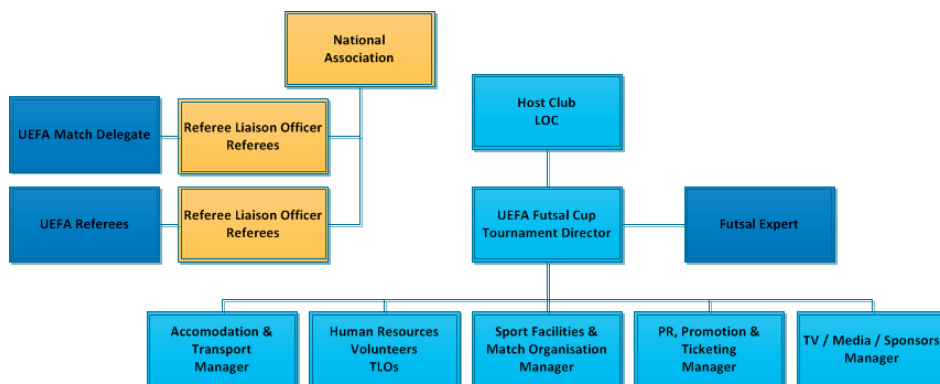 National
Association
Host Club
LOC
UEFA Match Delegate
Referee Liaison Officer
Referees
UEFA Referees
Referee Liaison Officer
Referees
UEFA Futsal Cup
Tournament Director
Futsal Expert
Accomodation &
Transport
Manager
Human Resources
Volunteers
TLOs
Sport Facilities &
Match Organisation
Manager
PR, Promotion &
Ticketing
Manager
TV / Media / Sponsors
Manager